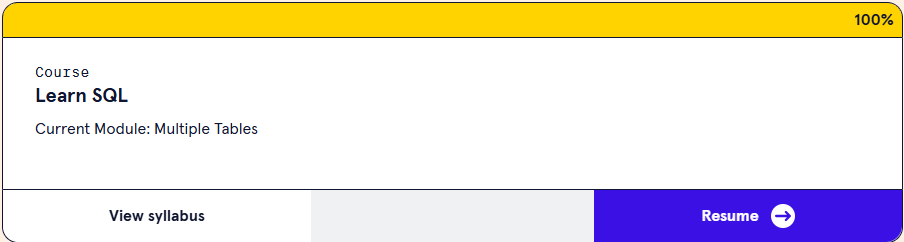 100%
Course
Learn SQL
Current Module: Multiple Tables
View syllabus
Resume